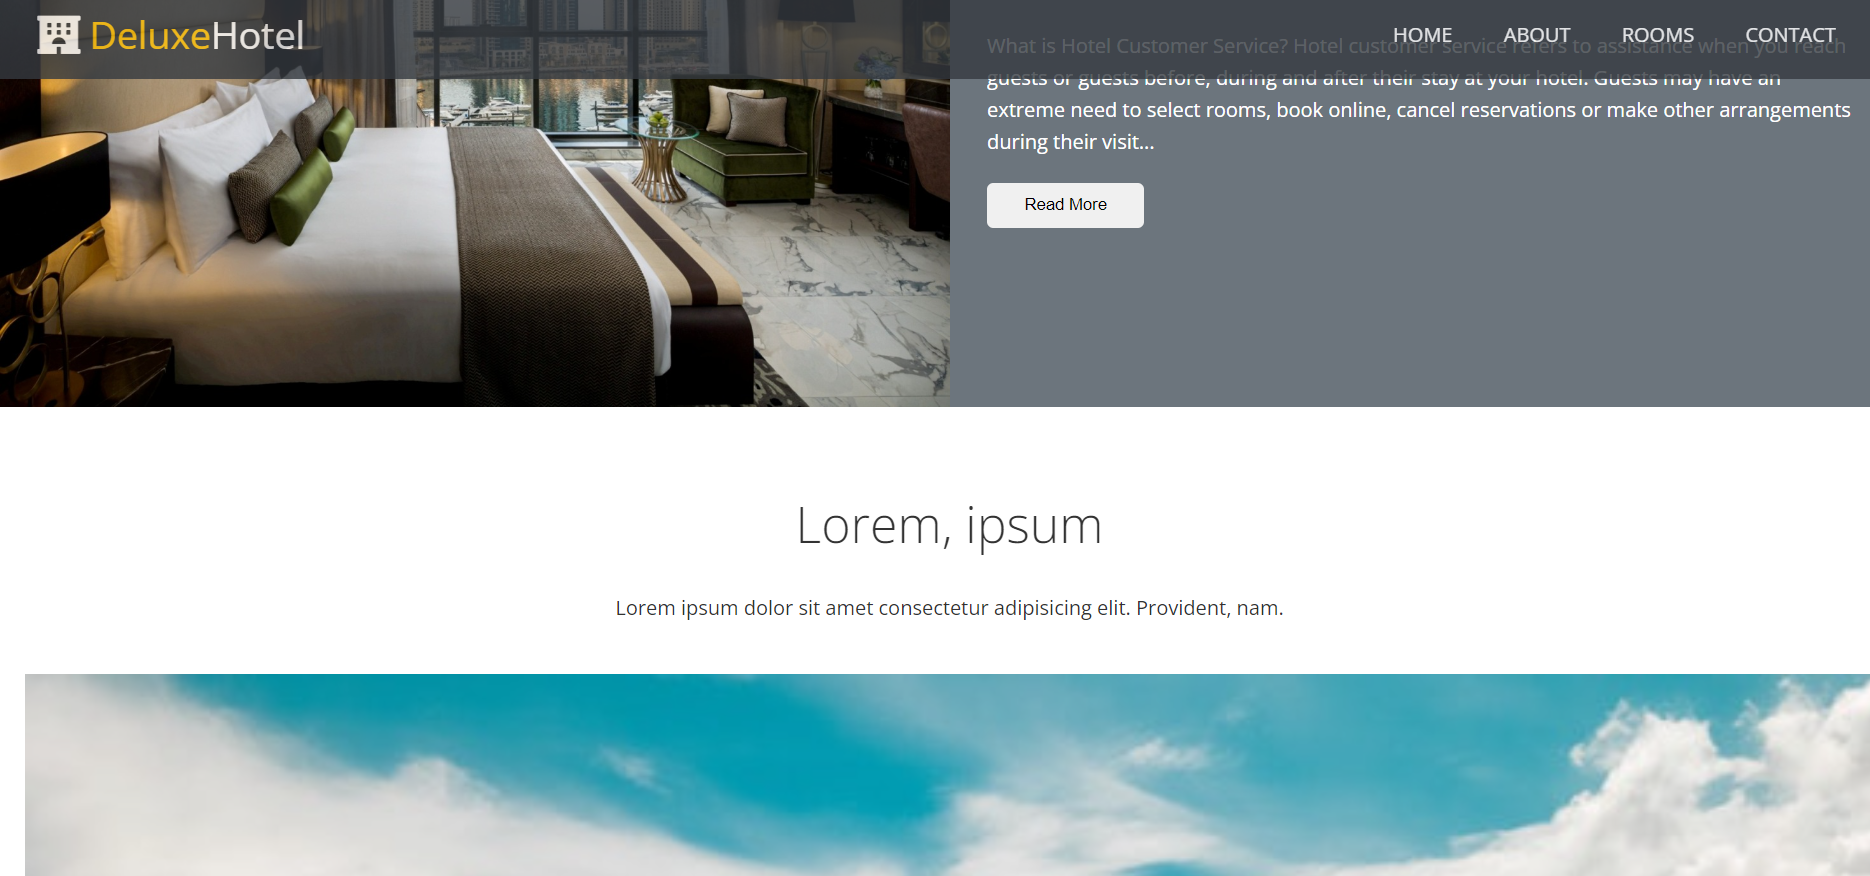 DeluxeHotel
HOME ABOUT ROOMS CONTACT
What is Hotel Customer Service? Hotel customer service refers to assistance when you reach
guests or guests before, during and after their stay at your hotel. Guests may have an
extreme need to select rooms, book online, cancel reservations or make other arrangements
during their visit...
Read More
Lorem, ipsum
Lorem ipsum dolor sit amet consectetur adipisicing elit. Provident, nam.